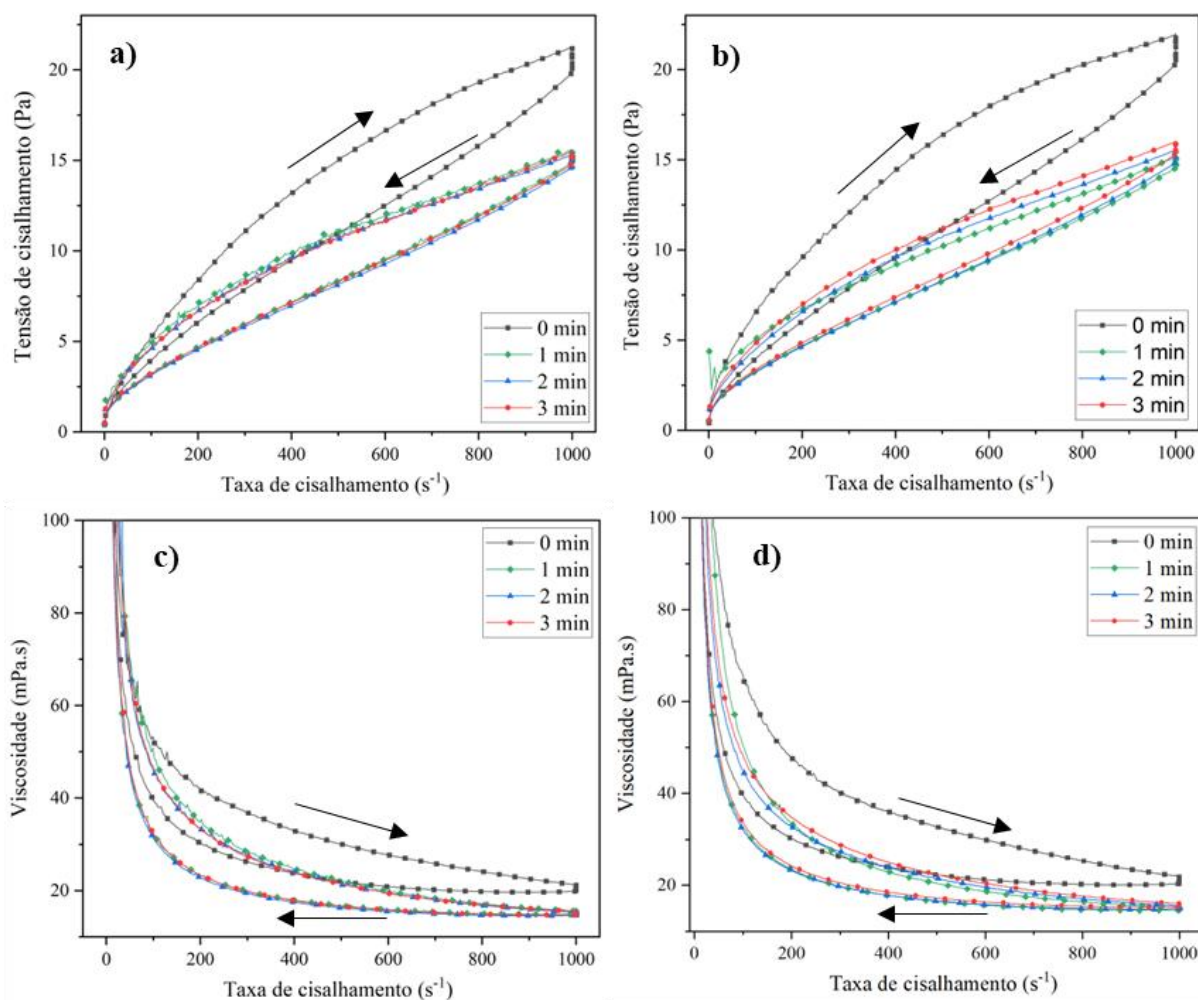 a)
Tensão de cisalhamento (Pa)
20
15
10
5
0
0 min
1 min
2 min
3 min
0 200 400 600 800 1000
Taxa de cisalhamento (s⁻¹)
b)
Tensão de cisalhamento (Pa)
20
15
10
5
0
0 min
1 min
2 min
3 min
0 200 400 600 800 1000
Taxa de cisalhamento (s⁻¹)
c)
Viscosidade (mPa.s)
100
80
60
40
20
0 min
1 min
2 min
3 min
0 200 400 600 800 1000
Taxa de cisalhamento (s⁻¹)
d)
Viscosidade (mPa.s)
100
80
60
40
20
0 min
1 min
2 min
3 min
0 200 400 600 800 1000
Taxa de cisalhamento (s⁻¹)